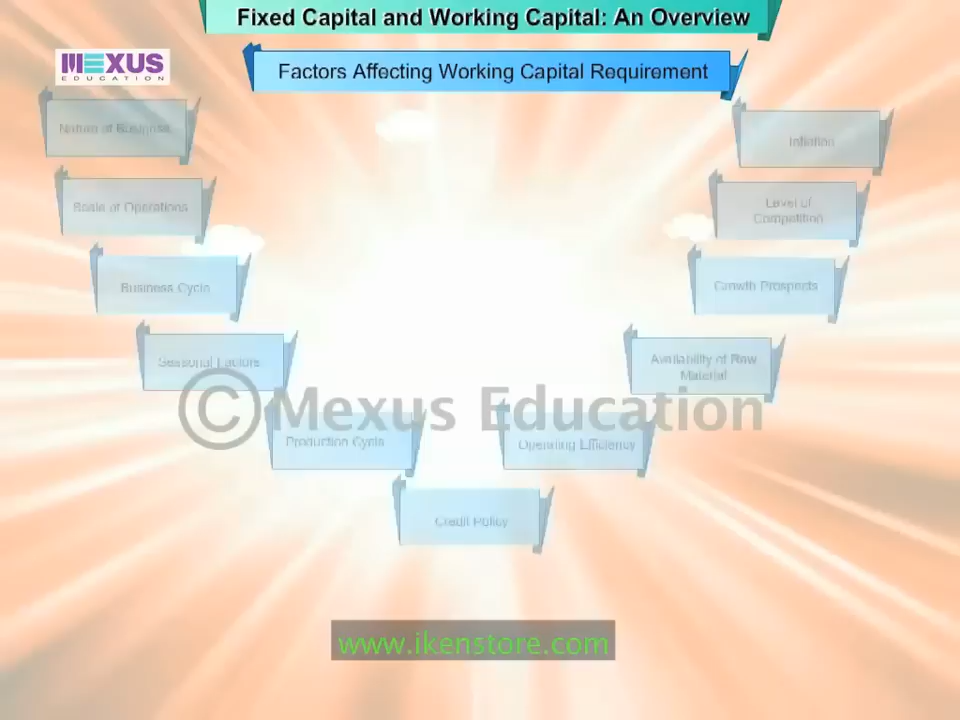 Fixed Capital and Working Capital: An Overview
MEXUS
EDUCATION
Factors Affecting Working Capital Requirement
Nature of Business
Scale of Operations
Business Cycle
Seasonal Factors
Production Cycle
Credit Policy
Operating Efficiency
Availability of Raw
Material
Growth Prospects
Level of
Competition
Inflation
© Mexus Education
www.ikenstore.com